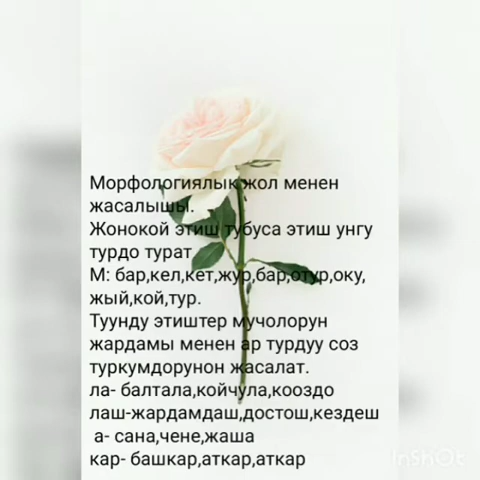 Морфологиялык жол менен
жасалышы.
Жонокой этиш тубуса этиш унгу
турдо турат
М: бар,кел,кет,жур,бар,отур,оку,
жый,кой,тур.
Туунду этиштер мучолорун
жардамы менен ар турдуу соз
туркумдорунон жасалат.
ла- балтала,койчула,кооздо
лаш-жардамдаш,достош,кездеш
а- сана,чене,жаша
кар- башкар,аткар,аткар
InShOt